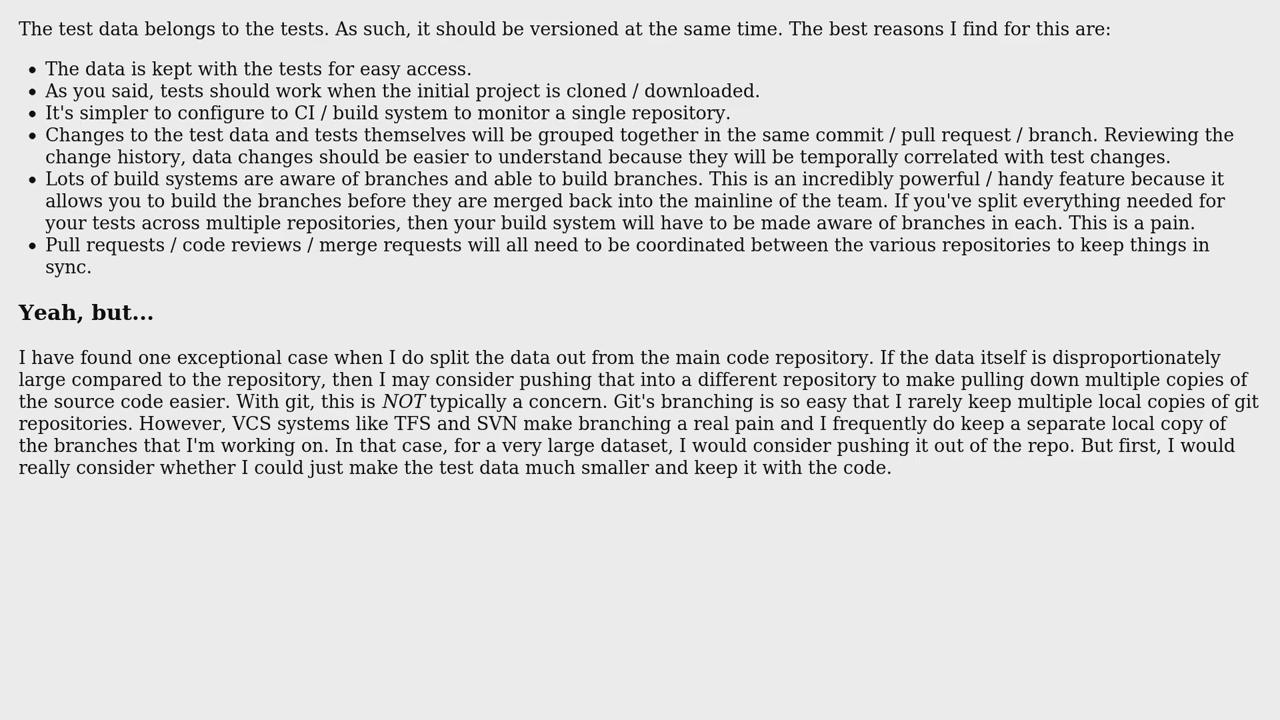 The test data belongs to the tests. As such, it should be versioned at the same time. The best reasons I find for this are:
• The data is kept with the tests for easy access.
• As you said, tests should work when the initial project is cloned / downloaded.
• It's simpler to configure to CI / build system to monitor a single repository.
• Changes to the test data and tests themselves will be grouped together in the same commit / pull request / branch. Reviewing the
change history, data changes should be easier to understand because they will be temporally correlated with test changes.
• Lots of build systems are aware of branches and able to build branches. This is an incredibly powerful / handy feature because it
allows you to build the branches before they are merged back into the mainline of the team. If you've split everything needed for
your tests across multiple repositories, then your build system will have to be made aware of branches in each. This is a pain.
• Pull requests / code reviews / merge requests will all need to be coordinated between the various repositories to keep things in
sync.
Yeah, but...
I have found one exceptional case when I do split the data out from the main code repository. If the data itself is disproportionately
large compared to the repository, then I may consider pushing that into a different repository to make pulling down multiple copies of
the source code easier. With git, this is NOT typically a concern. Git's branching is so easy that I rarely keep multiple local copies of git
repositories. However, VCS systems like TFS and SVN make branching a real pain and I frequently do keep a separate local copy of
the branches that I'm working on. In that case, for a very large dataset, I would consider pushing it out of the repo. But first, I would
really consider whether I could just make the test data much smaller and keep it with the code.